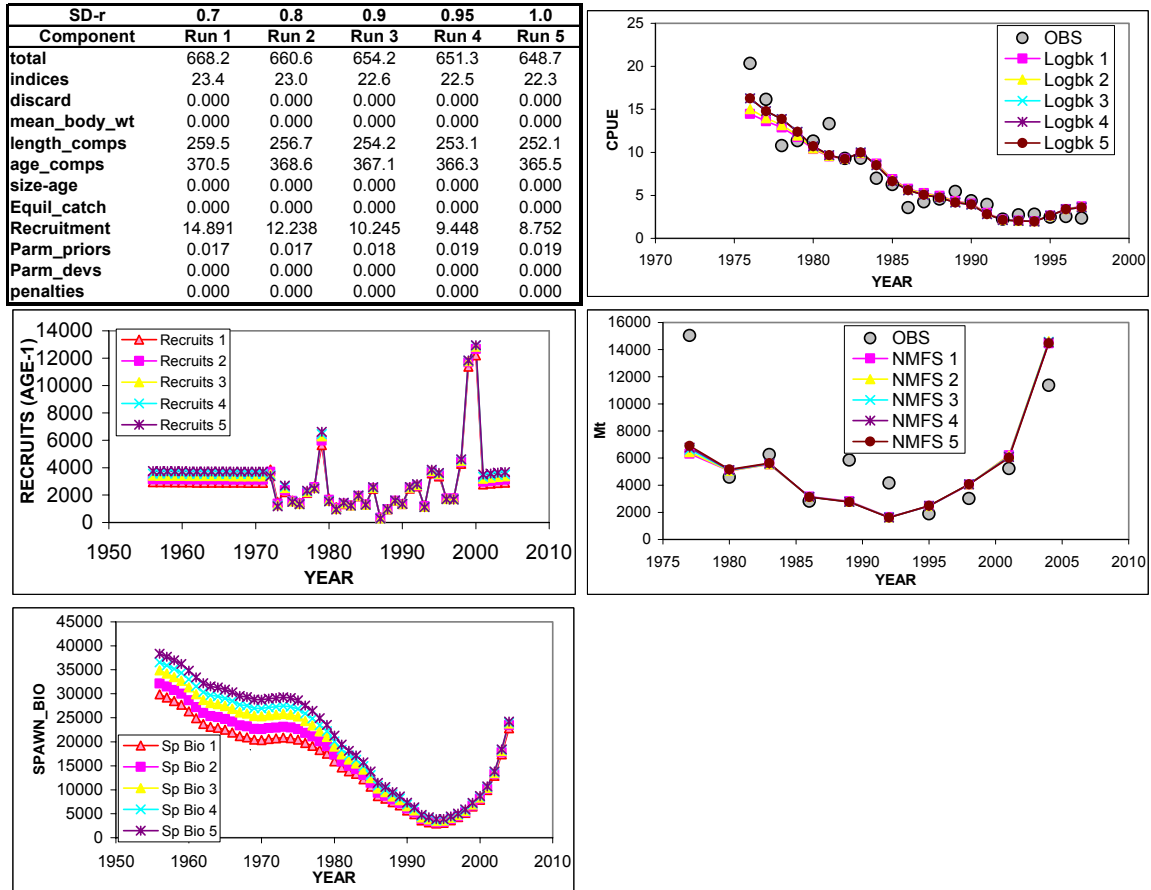 SD-r 0.7 0.8 0.9 0.95 1.0
Component Run 1 Run 2 Run 3 Run 4 Run 5
total 668.2 660.6 654.2 651.3 648.7
indices 23.4 23.0 22.6 22.5 22.3
discard 0.000 0.000 0.000 0.000 0.000
mean_body_wt 0.000 0.000 0.000 0.000 0.000
length_comps 259.5 256.7 254.2 253.1 252.1
age_comps 370.5 368.6 367.1 366.3 365.5
size-age 0.000 0.000 0.000 0.000 0.000
Equil_catch 0.000 0.000 0.000 0.000 0.000
Recruitment 14.891 12.238 10.245 9.448 8.752
Parm_priors 0.017 0.017 0.018 0.019 0.019
Parm_devs 0.000 0.000 0.000 0.000 0.000
penalties 0.000 0.000 0.000 0.000 0.000
25
20
15
10
5
0
CPUE
OBS
Logbk 1
Logbk 2
Logbk 3
Logbk 4
Logbk 5
1970 1975 1980 1985 1990 1995 2000
YEAR
14000
12000
10000
8000
6000
4000
2000
0
RECRUITS (AGE-1)
Recruits 1
Recruits 2
Recruits 3
Recruits 4
Recruits 5
1950 1960 1970 1980 1990 2000 2010
YEAR
16000
14000
12000
10000
8000
6000
4000
2000
0
Mt
OBS
NMFS 1
NMFS 2
NMFS 3
NMFS 4
NMFS 5
1975 1980 1985 1990 1995 2000 2005 2010
YEAR
45000
40000
35000
30000
25000
20000
15000
10000
5000
0
SPAWN_BIO
Sp Bio 1
Sp Bio 2
Sp Bio 3
Sp Bio 4
Sp Bio 5
1950 1960 1970 1980 1990 2000 2010
YEAR